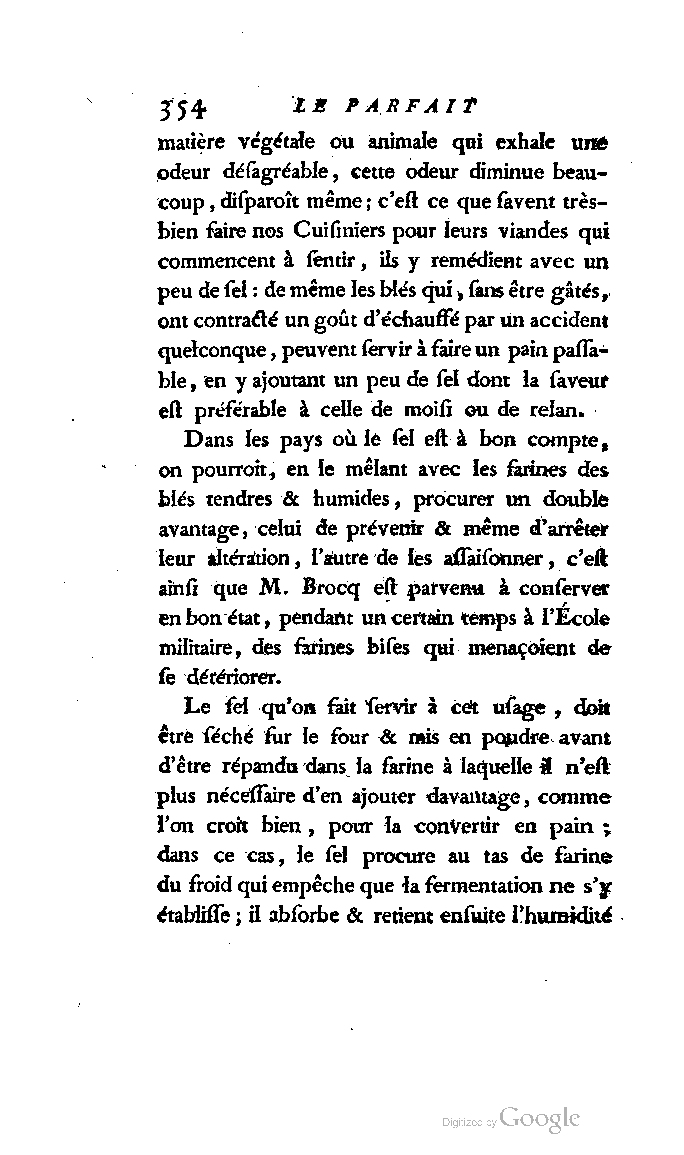 354 LE PARFAIT
matière végétale ou animale qui exhale une
odeur déſagréable, cette odeur diminue beau-
coup, diſparoît même; c'eſt ce que ſavent très-
bien faire nos Cuiſiniers pour leurs viandes qui
commencent à ſentir, ils y remédient avec un
peu de ſel: de même les blés qui, ſans être gâtés,
ont contracté un goût d'échauffé par un accident
quelconque, peuvent ſervir à faire un pain paſſa-
ble, en y ajoutant un peu de ſel dont la ſaveur
eſt préférable à celle de moiſi ou de relan.
Dans les pays où le ſel eſt à bon compte,
on pourroit, en le mêlant avec les farines des
blés tendres & humides, procurer un double
avantage, celui de prévenir & même d'arrêter
leur altération, l'autre de les aſſaiſonner, c'eſt
ainſi que M. Brocq eſt parvenu à conſerver
en bon état, pendant un certain temps à l'École
militaire, des farines biſes qui menaçoient de
ſe détériorer.
Le ſel qu'on fait ſervir à cet uſage, doit
être ſéché ſur le four & mis en poudre avant
d'être répandu dans la farine à laquelle il n'eſt
plus néceſſaire d'en ajouter davantage, comme
l'on croit bien, pour la convertir en pain;
dans ce cas, le ſel procure au tas de farine
du froid qui empêche que la fermentation ne s'y
établiſſe; il abſorbe & retient enſuite l'humidité
Digitized by Google